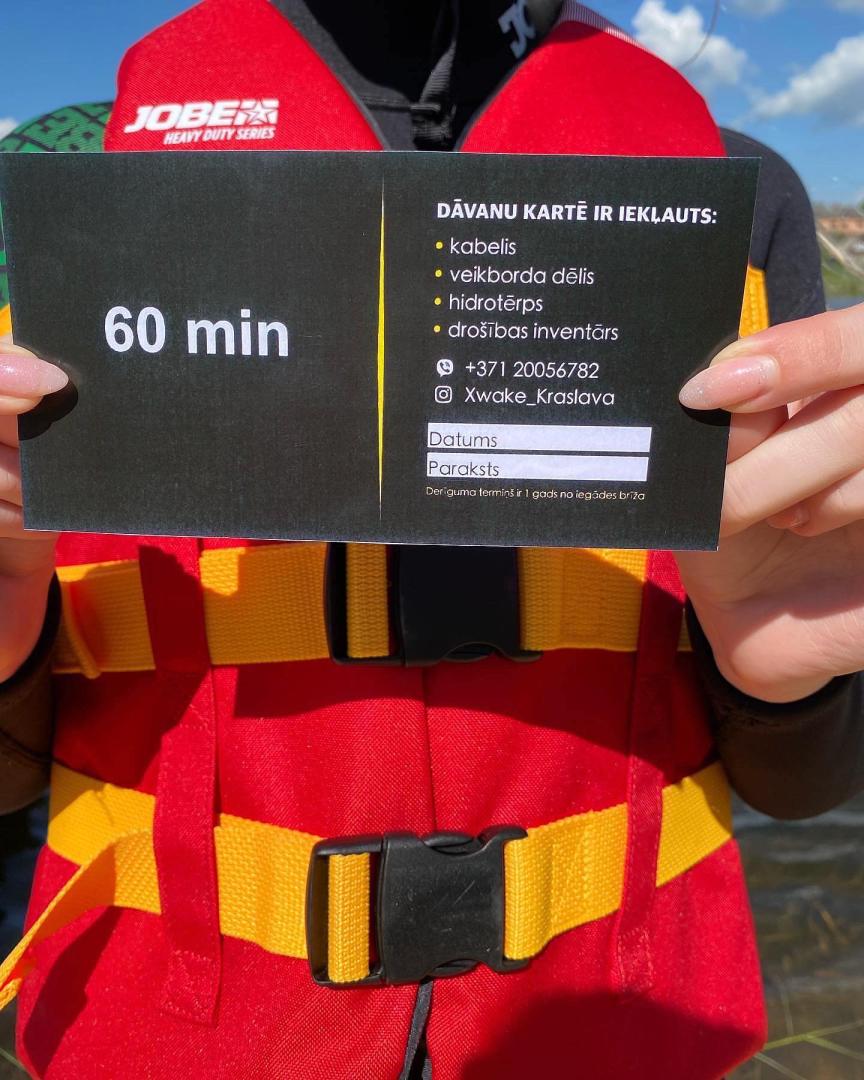 JOBE
HEAVY DUTY SERIES
60 min
DĀVANU KARTĒ IR IEKĻAUTS:
• kabelis
• veikborda dēlis
• hidrotērps
• drošības inventārs
+371 20056782
Xwake_Kraslava
Datums
Paraksts
Derīguma termiņš ir 1 gads no iegādes brīža